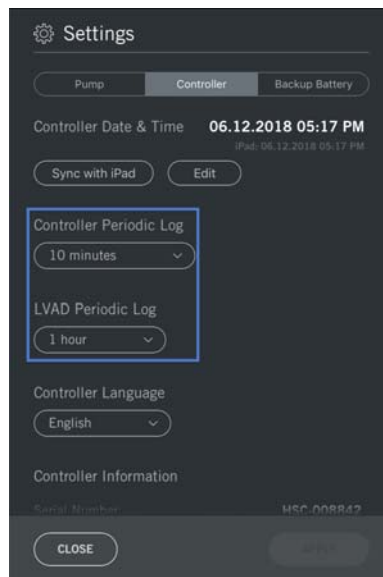 Settings
Pump Controller Backup Battery
Controller Date & Time 06.12.2018 05:17 PM
iPad: 06.12.2018 05:17 PM
Sync with iPad Edit
Controller Periodic Log
10 minutes
LVAD Periodic Log
1 hour
Controller Language
English
Controller Information
Serial Number HSC-008842
CLOSE APPLY